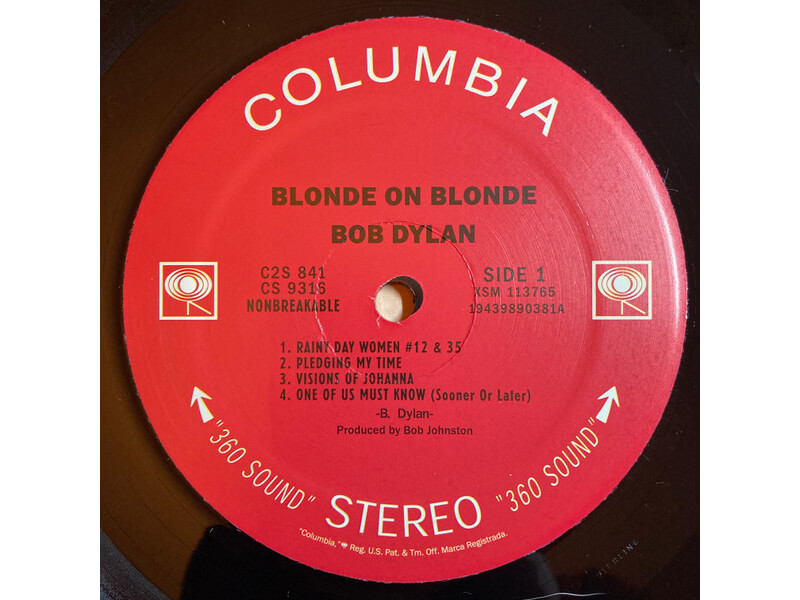 COLUMBIA
BLONDE ON BLONDE
BOB DYLAN
C2S 841
CS 9316
NONBREAKABLE
SIDE 1
XSM 113765
19439890381A
1. RAINY DAY WOMEN #12 & 35
2. PLEDGING MY TIME
3. VISIONS OF JOHANNA
4. ONE OF US MUST KNOW (Sooner Or Later)
-B. Dylan-
Produced by Bob Johnston
"360 SOUND"
STEREO
"360 SOUND"
"Columbia," Reg. U.S. Pat. & Tm. Off. Marca Registrada.